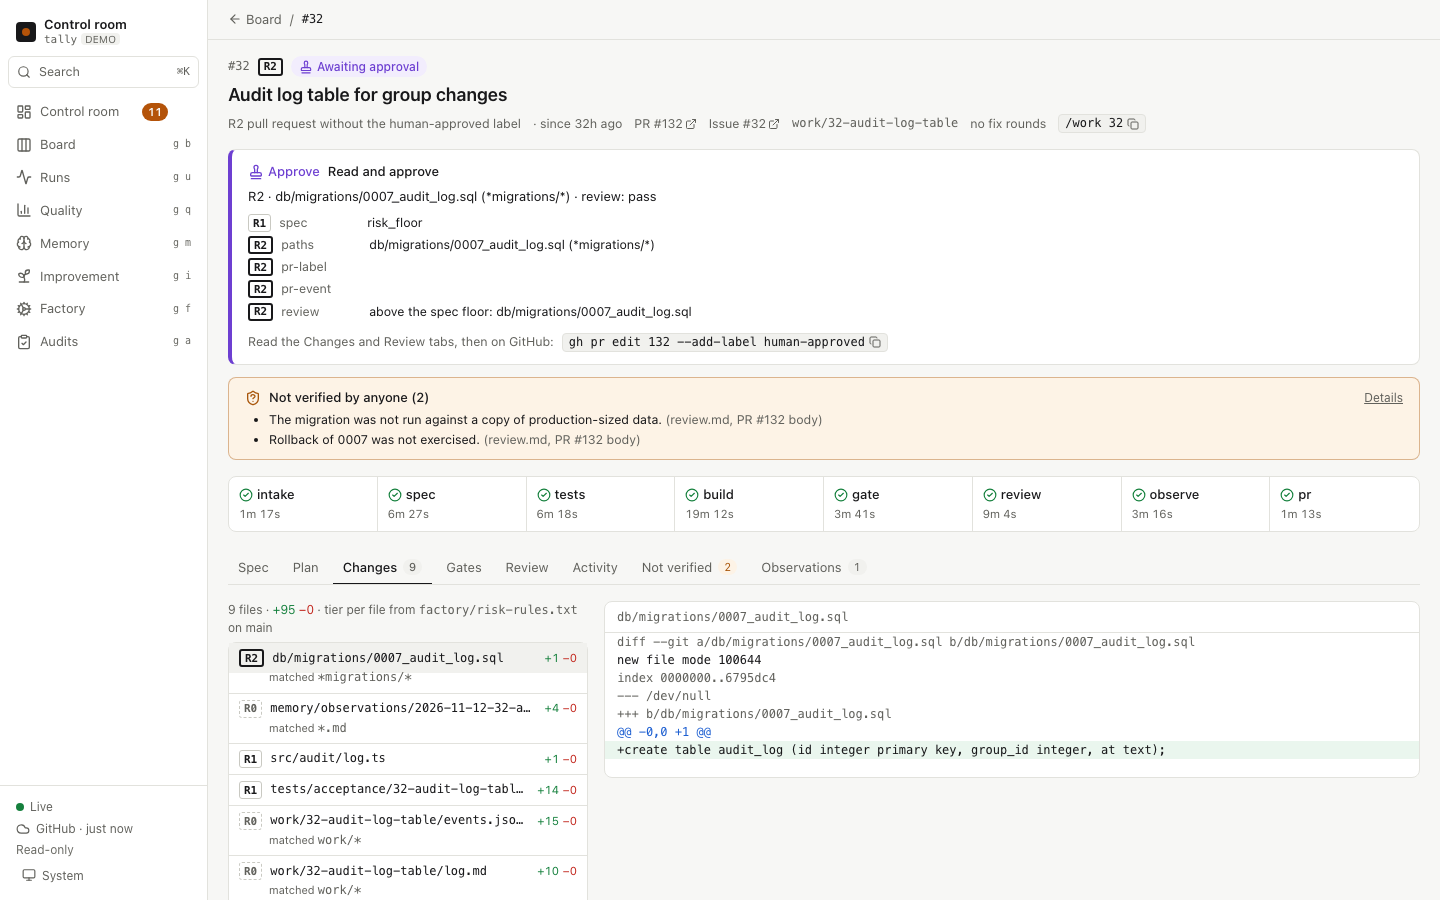 Control room
tally DEMO
Search ⌘K
Control room 11
Board g b
Runs g u
Quality g q
Memory g m
Improvement g i
Factory g f
Audits g a
Live
GitHub · just now
Read-only
System
Board / #32
#32 R2 Awaiting approval
Audit log table for group changes
R2 pull request without the human-approved label · since 32h ago PR #132 Issue #32 work/32-audit-log-table no fix rounds /work 32
Approve Read and approve
R2 · db/migrations/0007_audit_log.sql (*migrations/*) · review: pass
R1 spec risk_floor
R2 paths db/migrations/0007_audit_log.sql (*migrations/*)
R2 pr-label
R2 pr-event
R2 review above the spec floor: db/migrations/0007_audit_log.sql
Read the Changes and Review tabs, then on GitHub: gh pr edit 132 --add-label human-approved
Not verified by anyone (2) Details
• The migration was not run against a copy of production-sized data. (review.md, PR #132 body)
• Rollback of 0007 was not exercised. (review.md, PR #132 body)
intake spec tests build gate review observe pr
1m 17s 6m 27s 6m 18s 19m 12s 3m 41s 9m 4s 3m 16s 1m 13s
Spec Plan Changes 9 Gates Review Activity Not verified 2 Observations 1
9 files · +95 −0 · tier per file from factory/risk-rules.txt
on main
R2 db/migrations/0007_audit_log.sql +1 −0
matched *migrations/*
R0 memory/observations/2026-11-12-32-a… +4 −0
matched *.md
R1 src/audit/log.ts +1 −0
R1 tests/acceptance/32-audit-log-tabl… +14 −0
R0 work/32-audit-log-table/events.jso… +15 −0
matched work/*
R0 work/32-audit-log-table/log.md +10 −0
matched work/*
db/migrations/0007_audit_log.sql
diff --git a/db/migrations/0007_audit_log.sql b/db/migrations/0007_audit_log.sql
new file mode 100644
index 0000000..6795dc4
--- /dev/null
+++ b/db/migrations/0007_audit_log.sql
@@ -0,0 +1 @@
+create table audit_log (id integer primary key, group_id integer, at text);